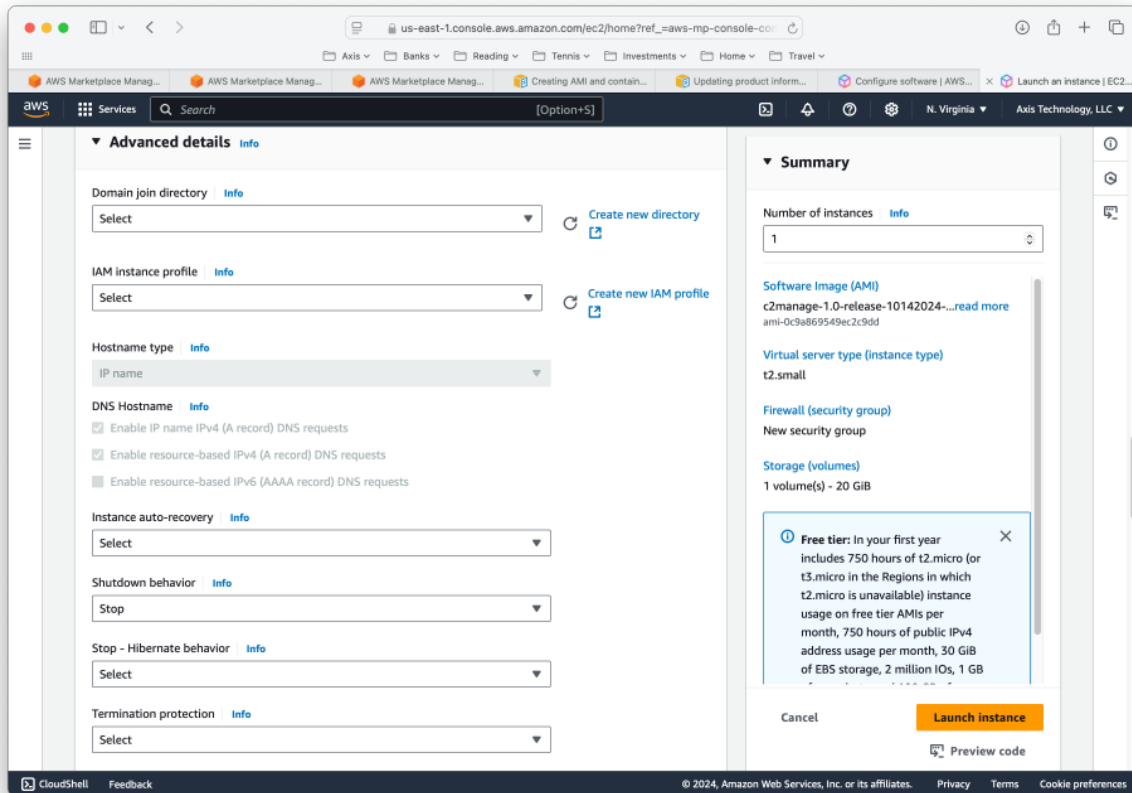 us-east-1.console.aws.amazon.com/ec2/home?ref_=aws-mp-console-con
Axis
Banks
Reading
Tennis
Investments
Home
Travel
AWS Marketplace Manag...
AWS Marketplace Manag...
AWS Marketplace Manag...
Creating AMI and contain...
Updating product inform...
Configure software | AWS...
Launch an instance | EC2...
aws
Services
Search
[Option+S]
N. Virginia
Axis Technology, LLC
Advanced details Info
Domain join directory Info
Select
Create new directory
IAM instance profile Info
Select
Create new IAM profile
Hostname type Info
IP name
DNS Hostname Info
Enable IP name IPv4 (A record) DNS requests
Enable resource-based IPv4 (A record) DNS requests
Enable resource-based IPv6 (AAAA record) DNS requests
Instance auto-recovery Info
Select
Shutdown behavior Info
Stop
Stop - Hibernate behavior Info
Select
Termination protection Info
Select
Summary
Number of instances Info
1
Software Image (AMI)
c2manage-1.0-release-10142024-...read more
ami-0c9a869549ec2c9dd
Virtual server type (instance type)
t2.small
Firewall (security group)
New security group
Storage (volumes)
1 volume(s) - 20 GiB
Free tier: In your first year
includes 750 hours of t2.micro (or
t3.micro in the Regions in which
t2.micro is unavailable) instance
usage on free tier AMIs per
month, 750 hours of public IPv4
address usage per month, 30 GiB
of EBS storage, 2 million IOs, 1 GB
Cancel
Launch instance
Preview code
CloudShell
Feedback
© 2024, Amazon Web Services, Inc. or its affiliates.
Privacy
Terms
Cookie preferences